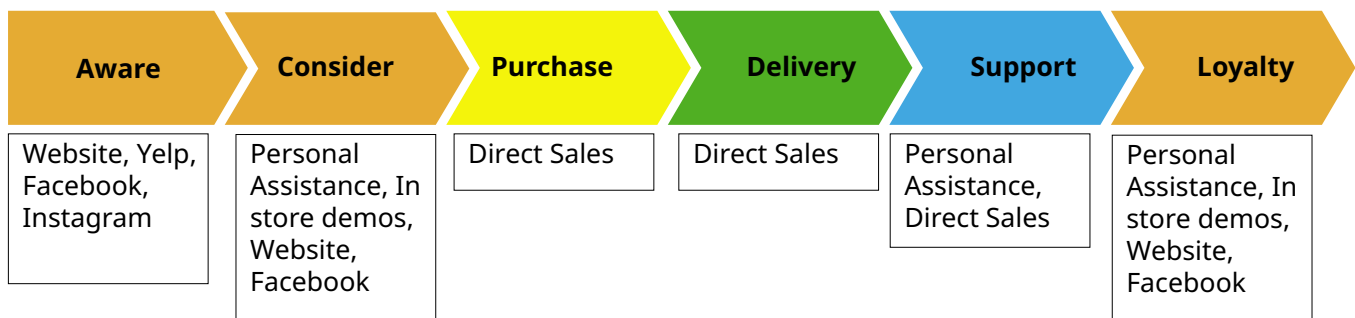 Aware
Consider
Purchase
Delivery
Support
Loyalty
Website, Yelp,
Facebook,
Instagram
Personal
Assistance, In
store demos,
Website,
Facebook
Direct Sales
Direct Sales
Personal
Assistance,
Direct Sales
Personal
Assistance, In
store demos,
Website,
Facebook